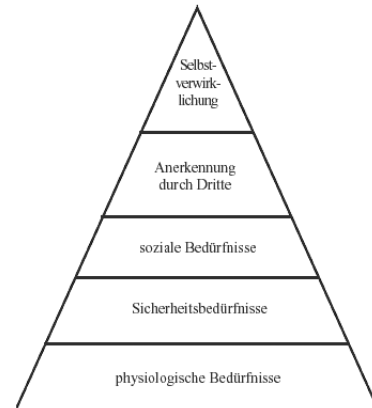 Selbst-
verwirk-
lichung
Anerkennung
durch Dritte
soziale Bedürfnisse
Sicherheitsbedürfnisse
physiologische Bedürfnisse